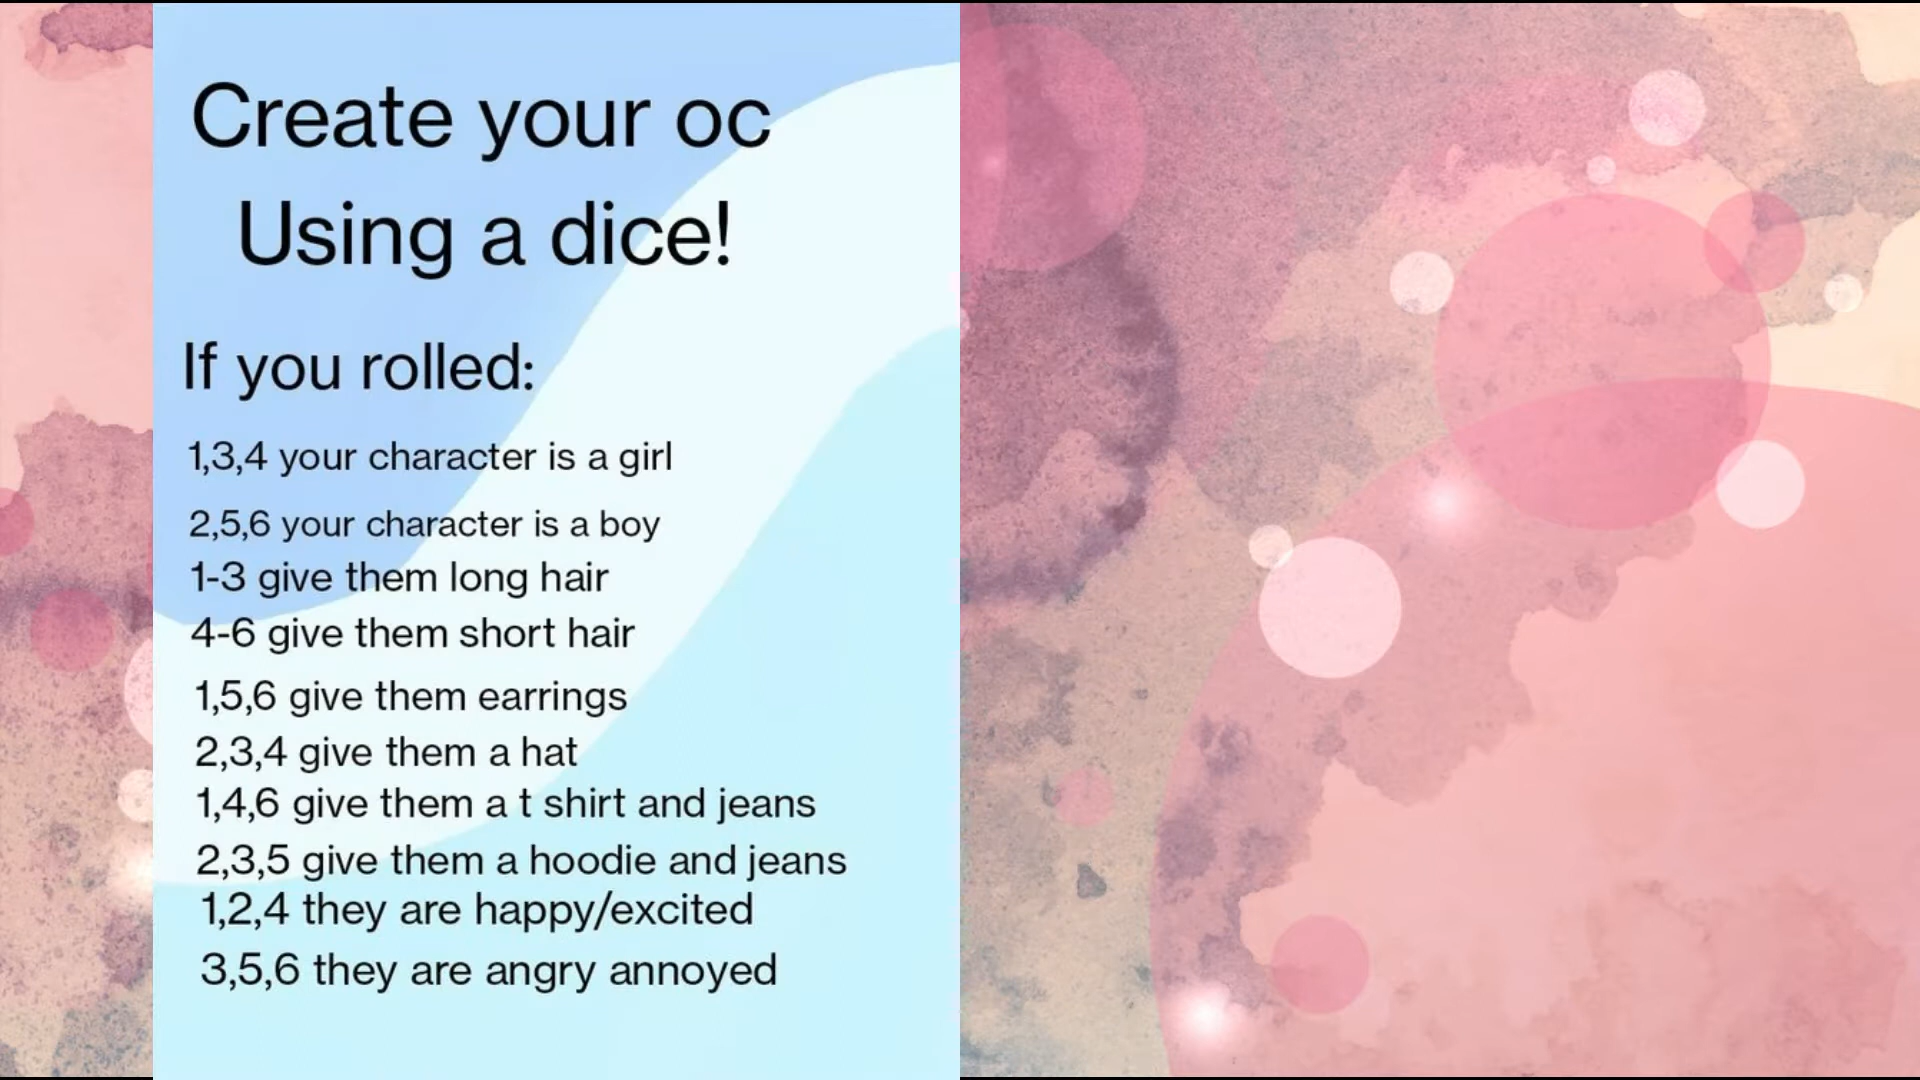 Create your oc
Using a dice!
If you rolled:
1,3,4 your character is a girl
2,5,6 your character is a boy
1-3 give them long hair
4-6 give them short hair
1,5,6 give them earrings
2,3,4 give them a hat
1,4,6 give them a t shirt and jeans
2,3,5 give them a hoodie and jeans
1,2,4 they are happy/excited
3,5,6 they are angry annoyed